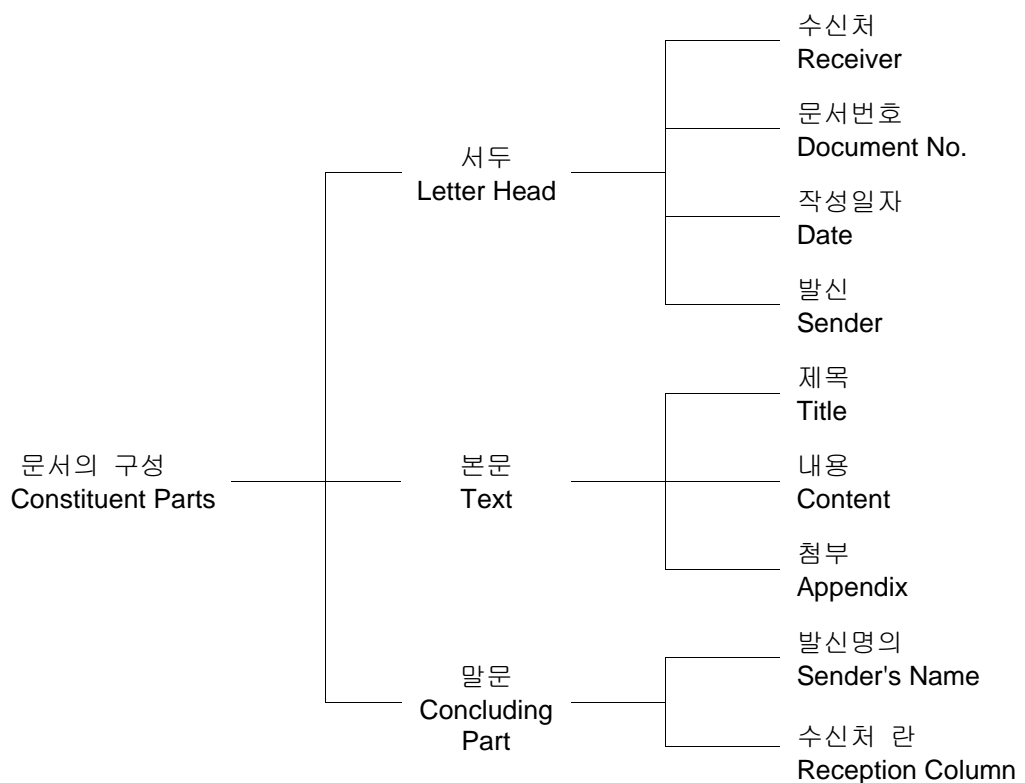 문서의 구성
Constituent Parts
서두
Letter Head
수신처
Receiver
문서번호
Document No.
작성일자
Date
발신
Sender
본문
Text
제목
Title
내용
Content
첨부
Appendix
말문
Concluding
Part
발신명의
Sender's Name
수신처 란
Reception Column